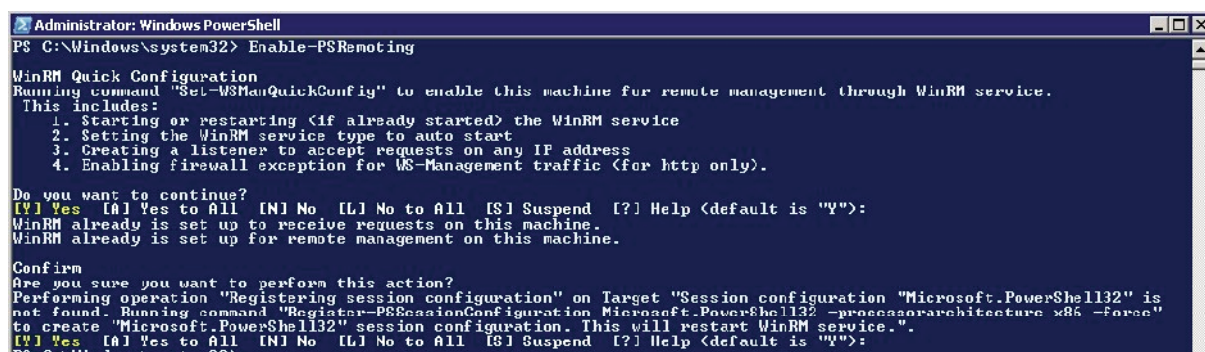 Administrator: Windows PowerShell
PS C:\Windows\system32> Enable-PSRemoting
WinRM Quick Configuration
Running command "Set-WSManQuickConfig" to enable this machine for remote management through WinRM service.
This includes:
1. Starting or restarting (if already started) the WinRM service
2. Setting the WinRM service type to auto start
3. Creating a listener to accept requests on any IP address
4. Enabling firewall exception for WS-Management traffic (for http only).
Do you want to continue?
[Y] Yes [A] Yes to All [N] No [L] No to All [S] Suspend [?] Help (default is "Y"):
WinRM already is set up to receive requests on this machine.
WinRM already is set up for remote management on this machine.
Confirm
Are you sure you want to perform this action?
Performing operation "Registering session configuration" on Target "Session configuration "Microsoft.PowerShell32" is
not found. Running command "Register-PSSessionConfiguration Microsoft.PowerShell32 -processorarchitecture x86 -force"
to create "Microsoft.PowerShell32" session configuration. This will restart WinRM service.".
[Y] Yes [A] Yes to All [N] No [L] No to All [S] Suspend [?] Help (default is "Y"):